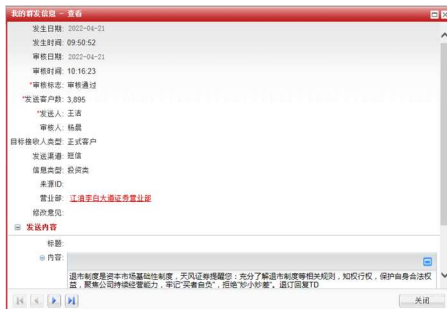 我的群发信息 - 查看
发生日期: 2022-04-21
发生时间: 09:50:52
审核日期: 2022-04-21
审核时间: 10:16:23
*审核标志: 审核通过
*发送客户数: 3,895
*发送人: 王洁
审核人: 杨晨
目标接收人类型: 正式客户
发送渠道: 短信
信息类型: 投资类
来源ID:
营业部: 江油李白大道证券营业部
修改意见:
发送内容
标题:
内容:
退市制度是资本市场基础性制度，天风证券提醒您：充分了解退市制度等相关规则，知权行权，保护自身合法权
益，聚焦公司持续经营能力，牢记“买者自负”，拒绝“炒小炒差”。退订回复TD
关闭